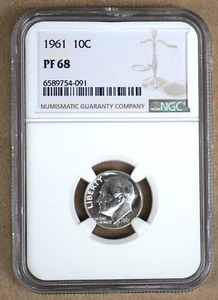 1961 10C
PF 68
6589754-091
NUMISMATIC GUARANTY COMPANY
NGC
LIBERTY